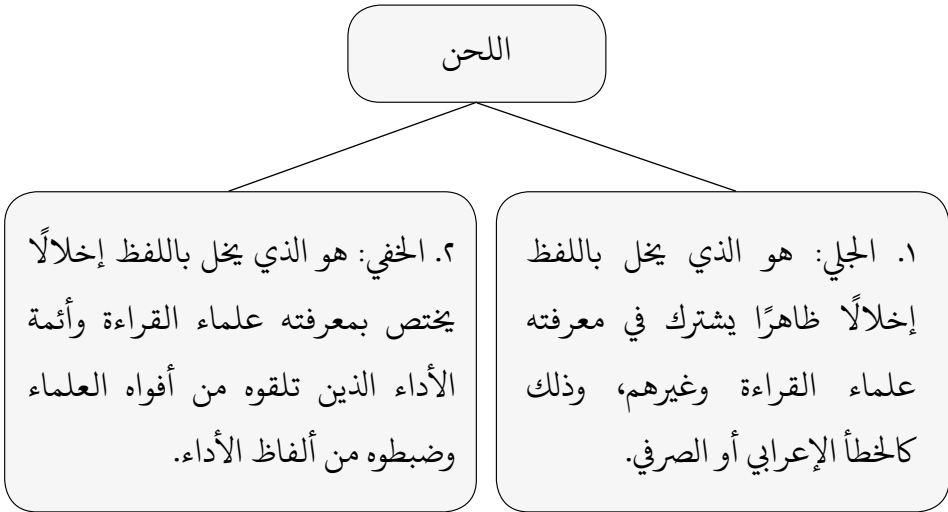 اللحن
١. الجلي: هو الذي يخل باللفظ
إخلالًا ظاهرًا يشترك في معرفته
علماء القراءة وغيرهم، وذلك
كالخطأ الإعرابي أو الصرفي.
٢. الخفي: هو الذي يخل باللفظ إخلالًا
يختص بمعرفته علماء القراءة وأئمة
الأداء الذين تلقوه من أفواه العلماء
وضبطوه من ألفاظ الأداء.